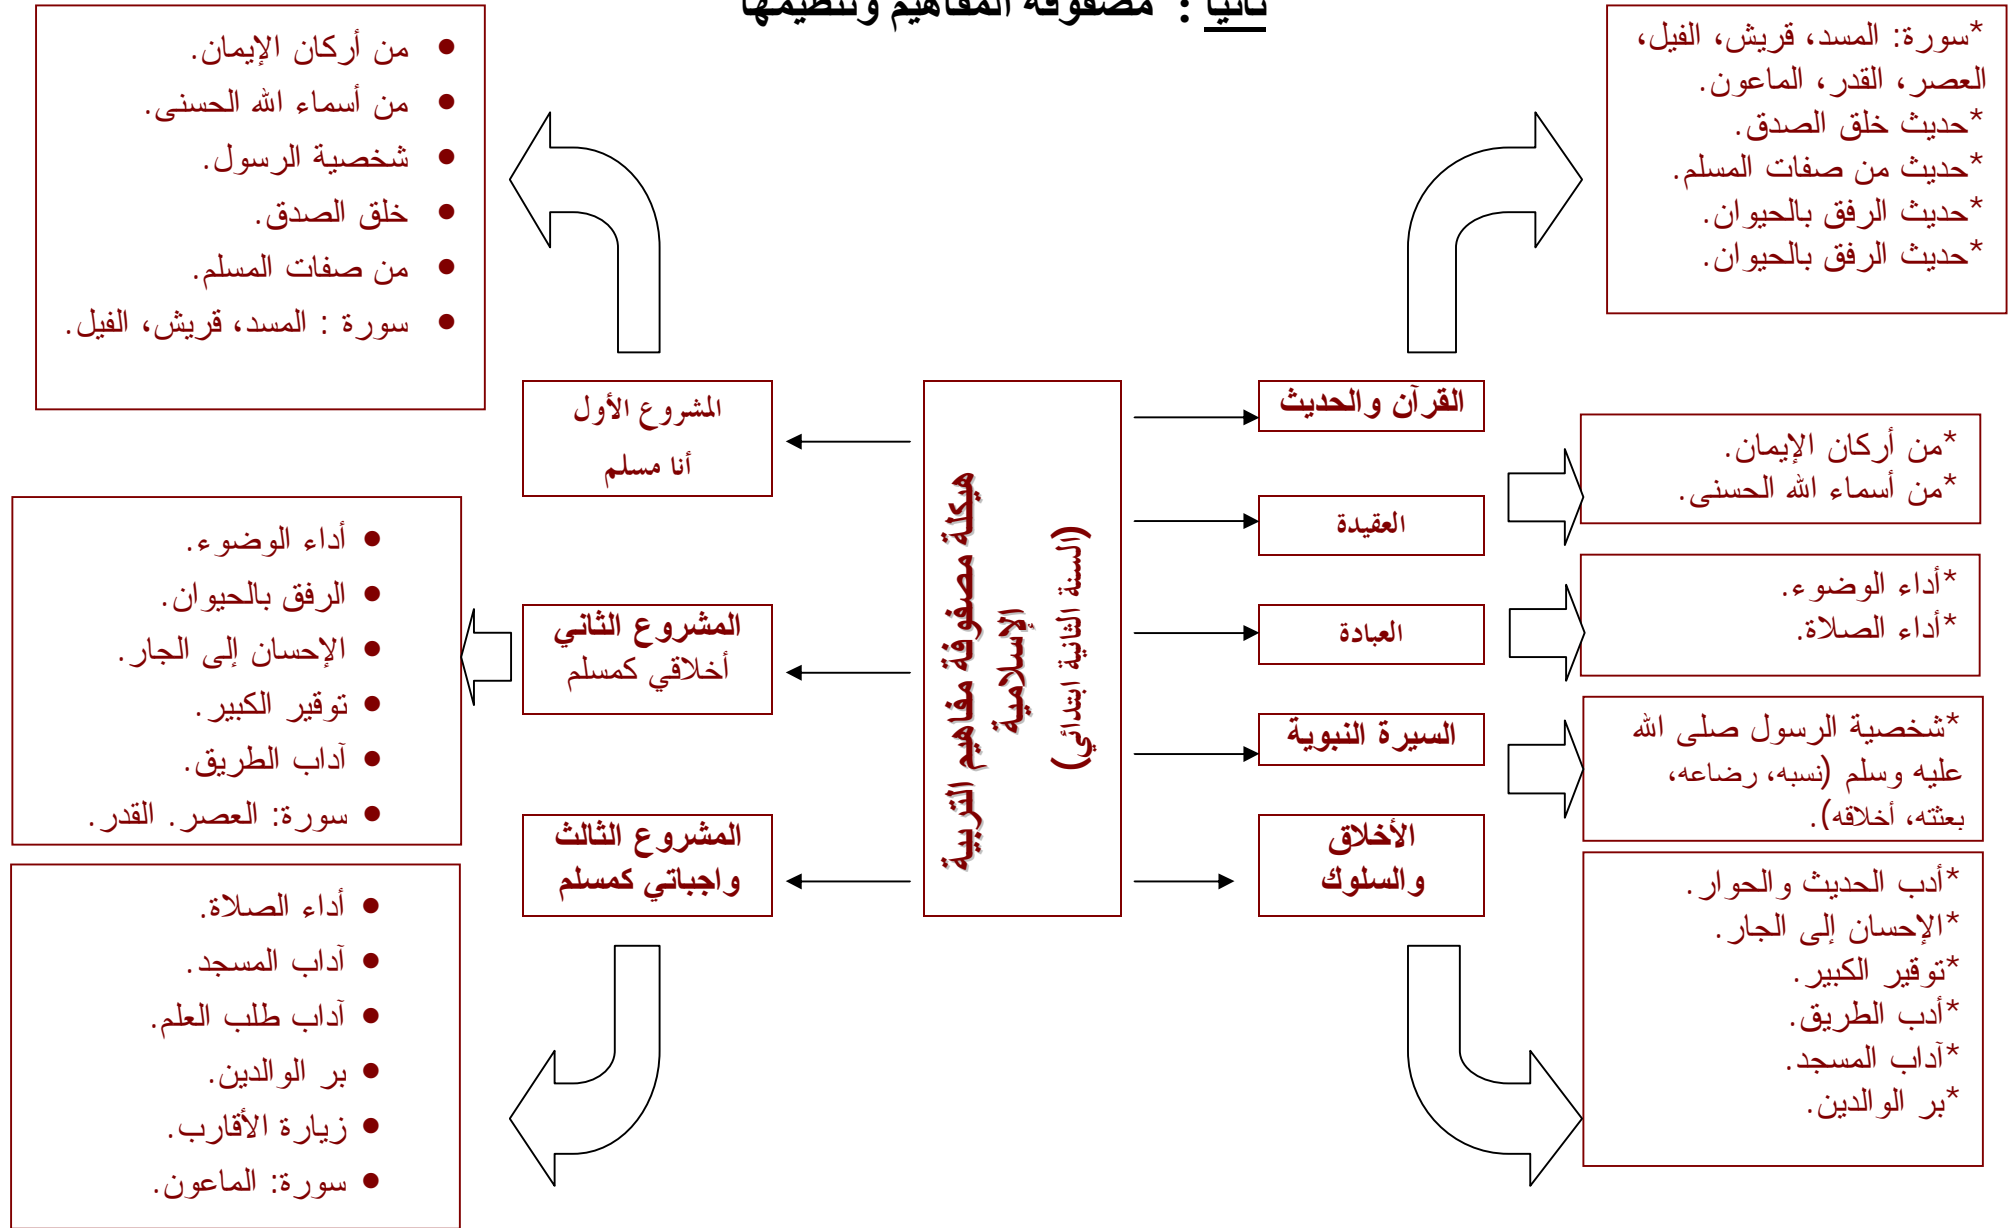 ثانيا : مصفوفة المفاهيم وتنظيمها
*سورة: المسد، قريش، الفيل،
العصر، القدر، الماعون.
*حديث خلق الصدق.
*حديث من صفات المسلم.
*حديث الرفق بالحيوان.
*حديث الرفق بالحيوان.
• من أركان الإيمان.
• من أسماء الله الحسنى.
• شخصية الرسول.
• خلق الصدق.
• من صفات المسلم.
• سورة : المسد، قريش، الفيل.
القرآن والحديث
العقيدة
العبادة
السيرة النبوية
الأخلاق
والسلوك
*من أركان الإيمان.
*من أسماء الله الحسنى.
*أداء الوضوء.
*أداء الصلاة.
*شخصية الرسول صلى الله
عليه وسلم (نسبه، رضاعه،
بعثته، أخلاقه).
*أدب الحديث والحوار.
*الإحسان إلى الجار.
*توقير الكبير.
*أدب الطريق.
*آداب المسجد.
*بر الوالدين.
هيكلة مصفوفة مفاهيم التربية
الإسلامية
(السنة الثانية ابتدائي)
المشروع الأول
أنا مسلم
المشروع الثاني
أخلاقي كمسلم
المشروع الثالث
واجباتي كمسلم
• أداء الوضوء.
• الرفق بالحيوان.
• الإحسان إلى الجار.
• توقير الكبير.
• آداب الطريق.
• سورة: العصر. القدر.
• أداء الصلاة.
• آداب المسجد.
• آداب طلب العلم.
• بر الوالدين.
• زيارة الأقارب.
• سورة: الماعون.